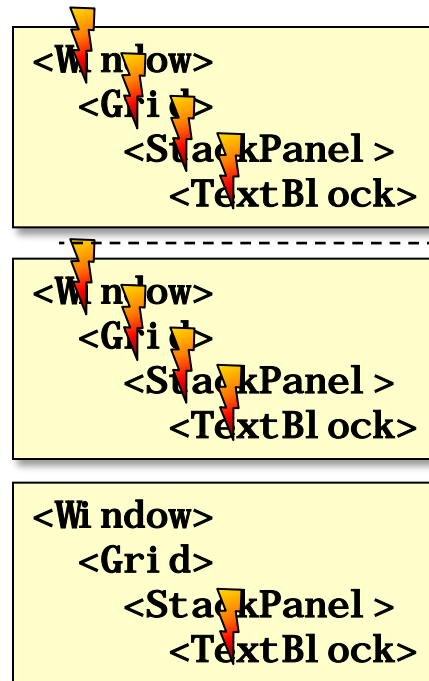 <Window>
<Grid>
<StackPanel>
<TextBlock>
<Window>
<Grid>
<StackPanel>
<TextBlock>
<Window>
<Grid>
<StackPanel>
<TextBlock>